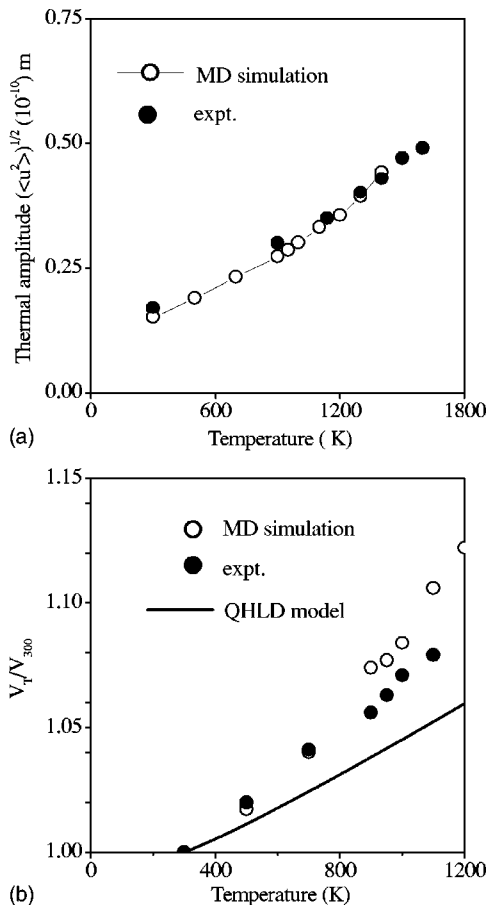 0.75
MD simulation
expt.
0.50
0.25
0.00
Thermal amplitude (<u²>)^1/2 (10^-10) m
0 600 1200 1800
(a) Temperature ( K)
1.15
MD simulation
expt.
QHLD model
1.10
1.05
1.00
V_T/V_300
0 400 800 1200
(b) Temperature (K)